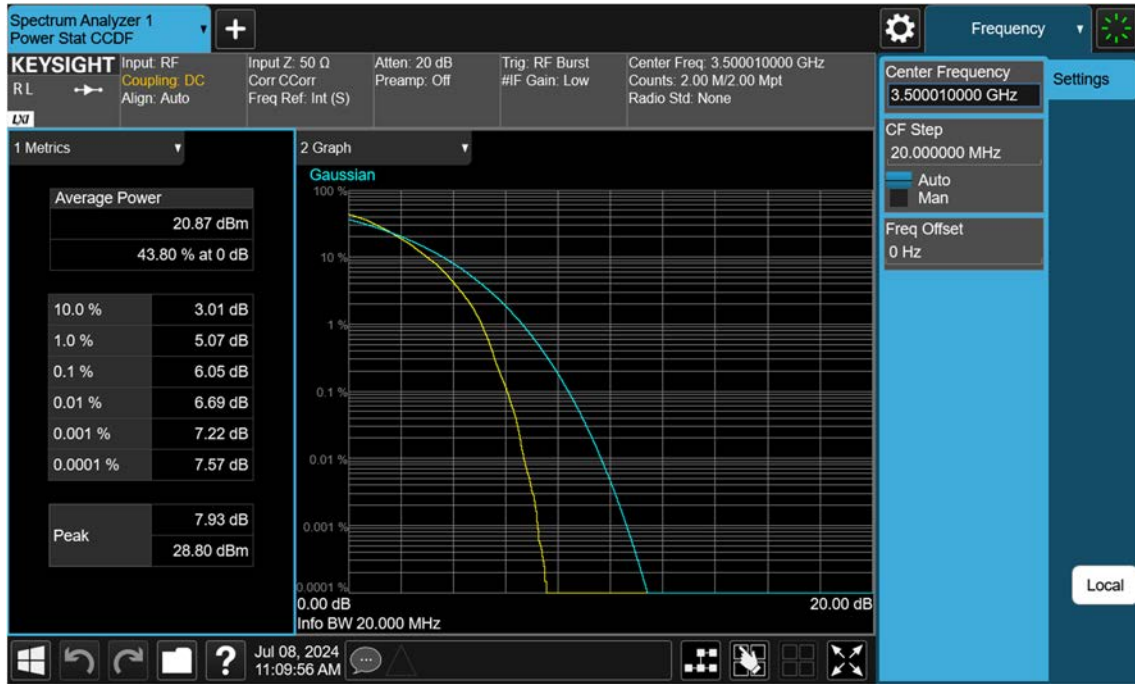 Spectrum Analyzer 1
Power Stat CCDF
Frequency
KEYSIGHT
R L
LXI
Input: RF
Coupling: DC
Align: Auto
Input Z: 50 Ω
Corr CCorr
Freq Ref: Int (S)
Atten: 20 dB
Preamp: Off
Trig: RF Burst
#IF Gain: Low
Center Freq: 3.500010000 GHz
Counts: 2.00 M/2.00 Mpt
Radio Std: None
Center Frequency
3.500010000 GHz
Settings
CF Step
20.000000 MHz
Auto
Man
Freq Offset
0 Hz
Local
1 Metrics
Average Power
20.87 dBm
43.80 % at 0 dB
10.0 % 3.01 dB
1.0 % 5.07 dB
0.1 % 6.05 dB
0.01 % 6.69 dB
0.001 % 7.22 dB
0.0001 % 7.57 dB
Peak
7.93 dB
28.80 dBm
2 Graph
Gaussian
100 %
10 %
1 %
0.1 %
0.01 %
0.001 %
0.0001 %
0.00 dB 20.00 dB
Info BW 20.000 MHz
?
Jul 08, 2024
11:09:56 AM